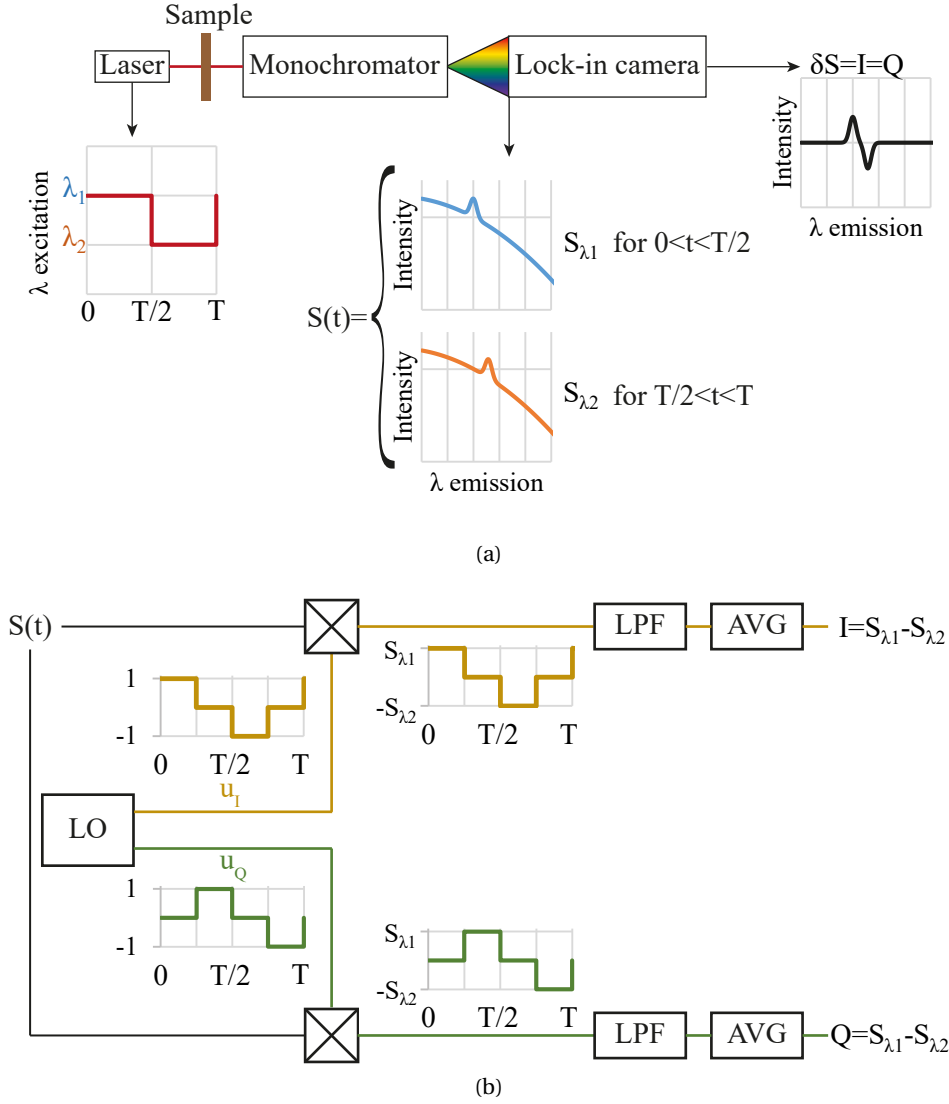 Sample
Laser
Monochromator
Lock-in camera
δS=I=Q
λ excitation
λ1
λ2
0 T/2 T
Intensity
λ emission
S(t)=
Intensity
Sλ1 for 0<t<T/2
Intensity
Sλ2 for T/2<t<T
λ emission
(a)
S(t)
LPF
AVG
I=Sλ1-Sλ2
1
-1
0 T/2 T
Sλ1
-Sλ2
0 T/2 T
uI
LO
uQ
1
-1
0 T/2 T
Sλ1
-Sλ2
0 T/2 T
LPF
AVG
Q=Sλ1-Sλ2
(b)